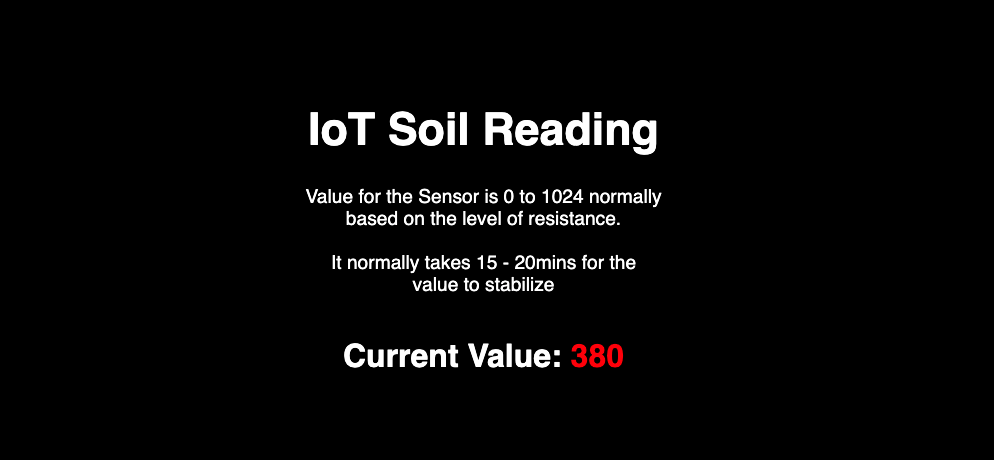 IoT Soil Reading
Value for the Sensor is 0 to 1024 normally
based on the level of resistance.
It normally takes 15 - 20mins for the
value to stabilize
Current Value: 380